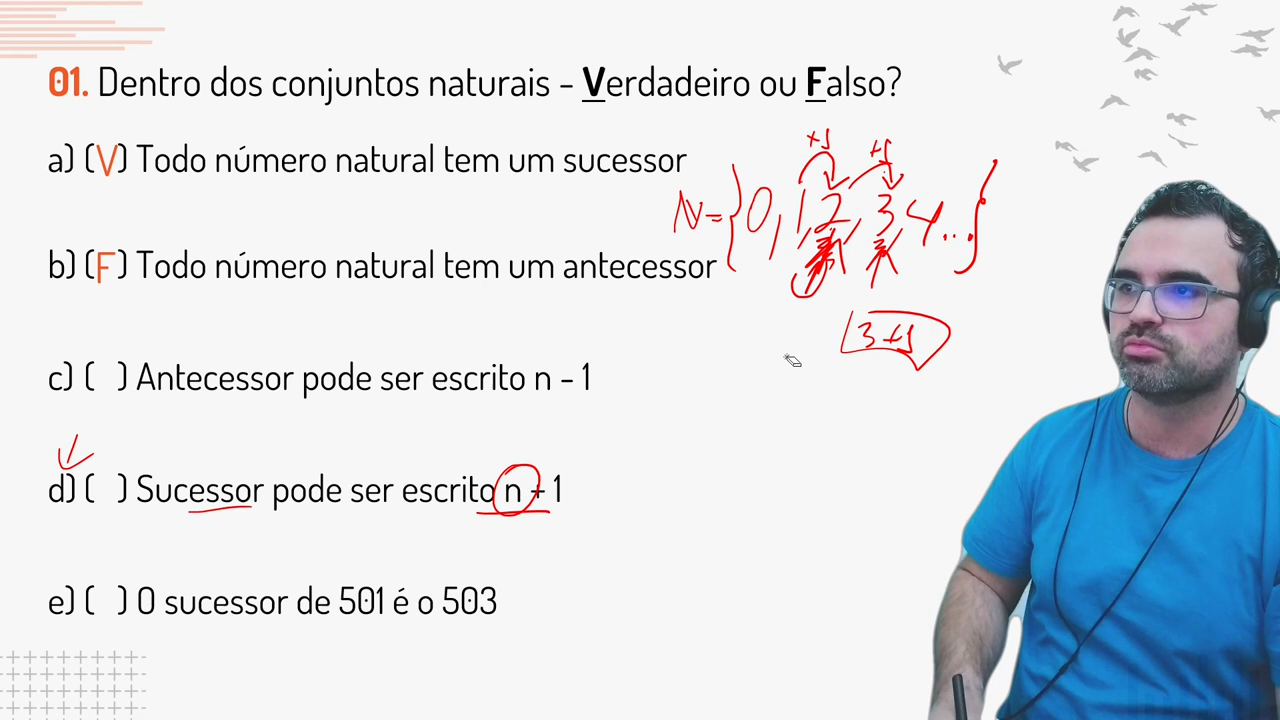 01. Dentro dos conjuntos naturais - Verdadeiro ou Falso?
a) (V) Todo número natural tem um sucessor
+1 +1
N={0,1,2,3,4...}
b) (F) Todo número natural tem um antecessor
3+1
c) ( ) Antecessor pode ser escrito n - 1
d) ( ) Sucessor pode ser escrito n + 1
e) ( ) O sucessor de 501 é o 503